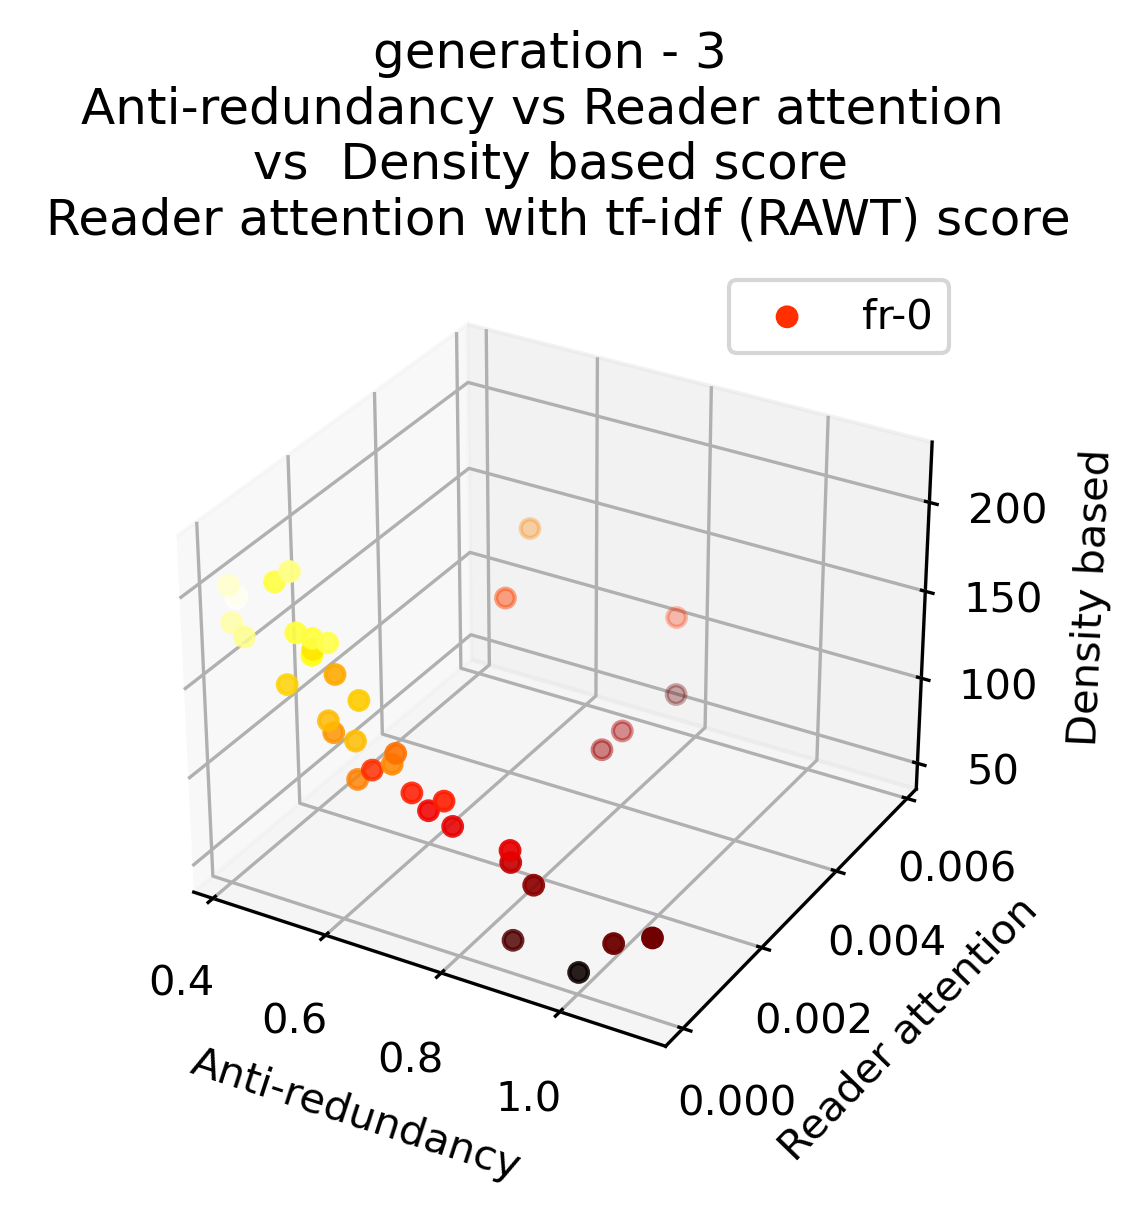 generation - 3
Anti-redundancy vs Reader attention
vs  Density based score
Reader attention with tf-idf (RAWT) score
fr-0
200
150
100
50
Density based
0.006
0.004
0.002
0.000
Reader attention
0.4
0.6
0.8
1.0
Anti-redundancy